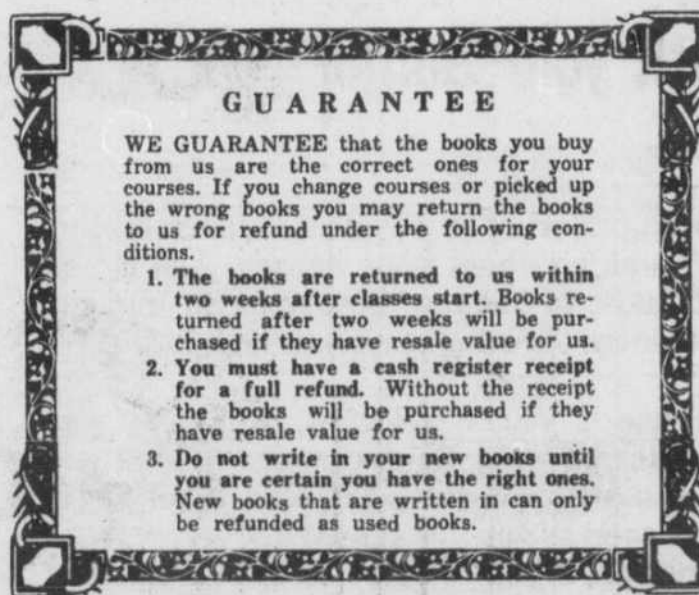 GUARANTEE
WE GUARANTEE that the books you buy
from us are the correct ones for your
courses. If you change courses or picked up
the wrong books you may return the books
to us for refund under the following con-
ditions.
1. The books are returned to us within
two weeks after classes start. Books re-
turned after two weeks will be pur-
chased if they have resale value for us.
2. You must have a cash register receipt
for a full refund. Without the receipt
the books will be purchased if they
have resale value for us.
3. Do not write in your new books until
you are certain you have the right ones.
New books that are written in can only
be refunded as used books.